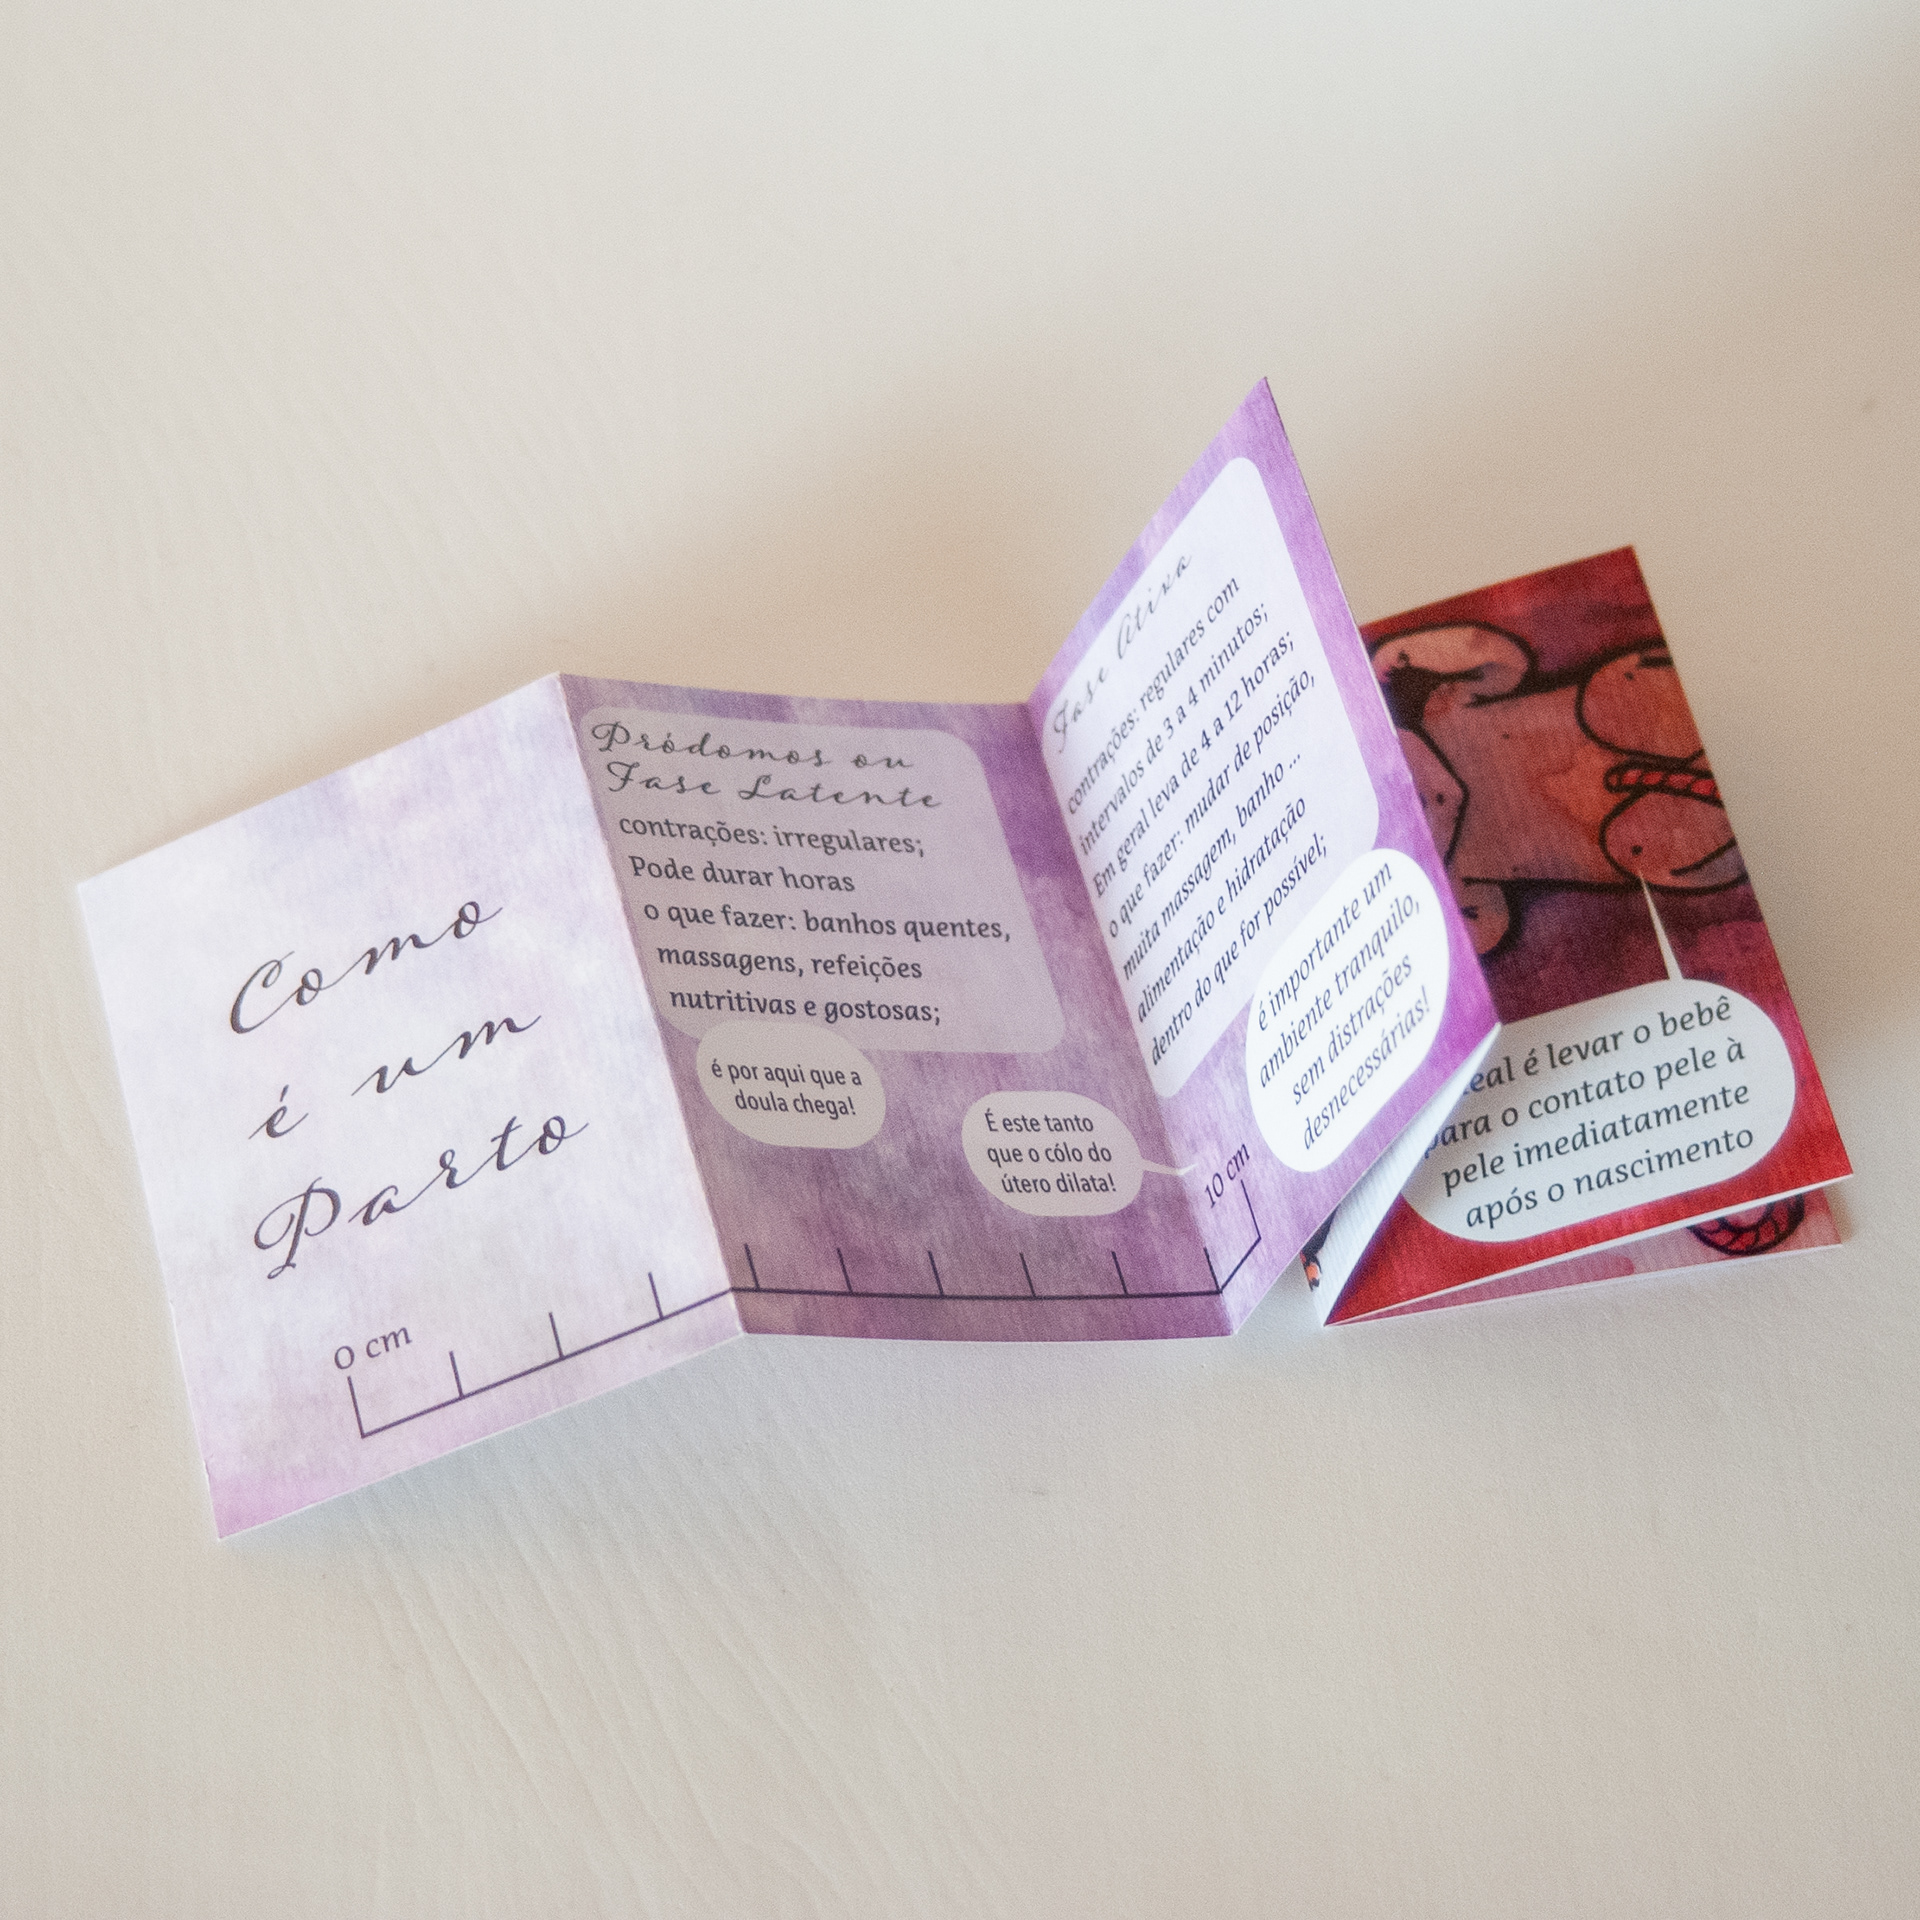 Como
é um
Parto
0 cm
Pródomos ou
Fase Latente
contrações: irregulares;
Pode durar horas
o que fazer: banhos quentes,
massagens, refeições
nutritivas e gostosas;
é por aqui que a
doula chega!
É este tanto
que o cólo do
útero dilata!
Fase Ativa
contrações: regulares com
intervalos de 3 a 4 minutos;
Em geral leva de 4 a 12 horas;
o que fazer: mudar de posição,
muita massagem, banho ...
alimentação e hidratação
dentro do que for possível;
é importante um
ambiente tranquilo,
sem distrações
desnecessárias!
10 cm
é levar o bebê
para o contato pele à
pele imediatamente
após o nascimento